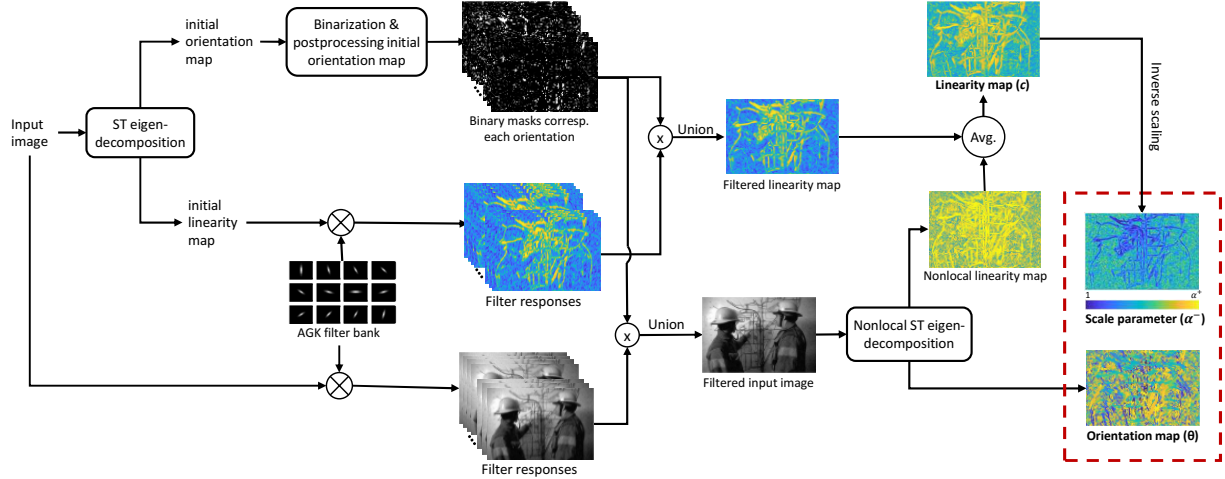 initial
orientation
map
Binarization &
postprocessing initial
orientation map
Binary masks corresp.
each orientation
Input
image
ST eigen-
decomposition
initial
linearity
map
AGK filter bank
Filter responses
Filter responses
x
Union
Filtered linearity map
x
Union
Filtered input image
Linearity map (c)
Avg.
Nonlocal linearity map
Nonlocal ST eigen-
decomposition
Inverse scaling
1
α⁺
Scale parameter (α⁻)
Orientation map (θ)